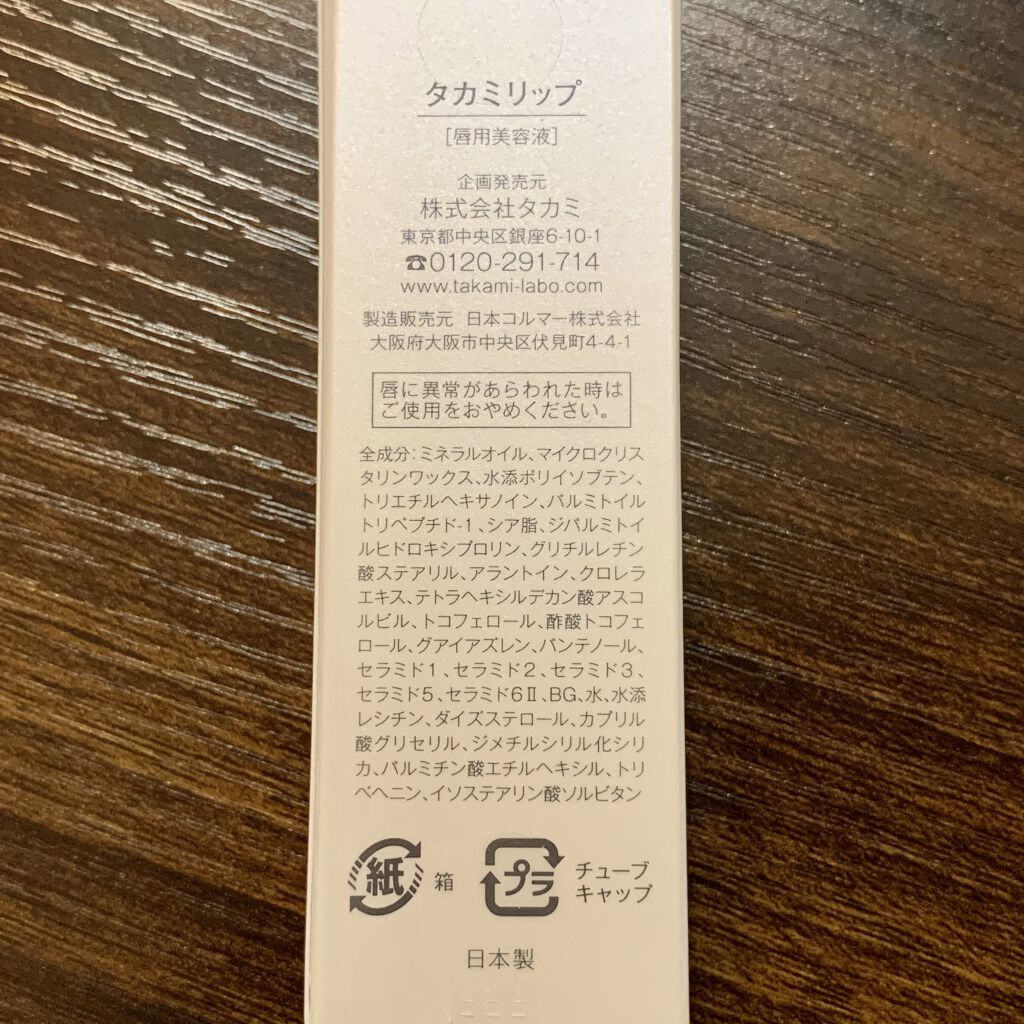 タカミリップ
[唇用美容液]
企画発売元
株式会社タカミ
東京都中央区銀座6-10-1
☎0120-291-714
www.takami-labo.com
製造販売元 日本コルマー株式会社
大阪府大阪市中央区伏見町4-4-1
唇に異常があらわれた時は
ご使用をおやめください。
全成分：ミネラルオイル、マイクロクリス
タリンワックス、水添ポリイソブテン、
トリエチルヘキサノイン、パルミトイル
トリペプチド-1、シア脂、ジパルミトイ
ルヒドロキシプロリン、グリチルレチン
酸ステアリル、アラントイン、クロレラ
エキス、テトラヘキシルデカン酸アスコ
ルビル、トコフェロール、酢酸トコフェ
ロール、グアイアズレン、パンテノール、
セラミド1、セラミド2、セラミド3、
セラミド5、セラミド6Ⅱ、BG、水、水添
レシチン、ダイズステロール、カプリル
酸グリセリル、ジメチルシリル化シリ
カ、パルミチン酸エチルヘキシル、トリ
ベヘニン、イソステアリン酸ソルビタン
紙 箱
プラ チューブ
キャップ
日本製